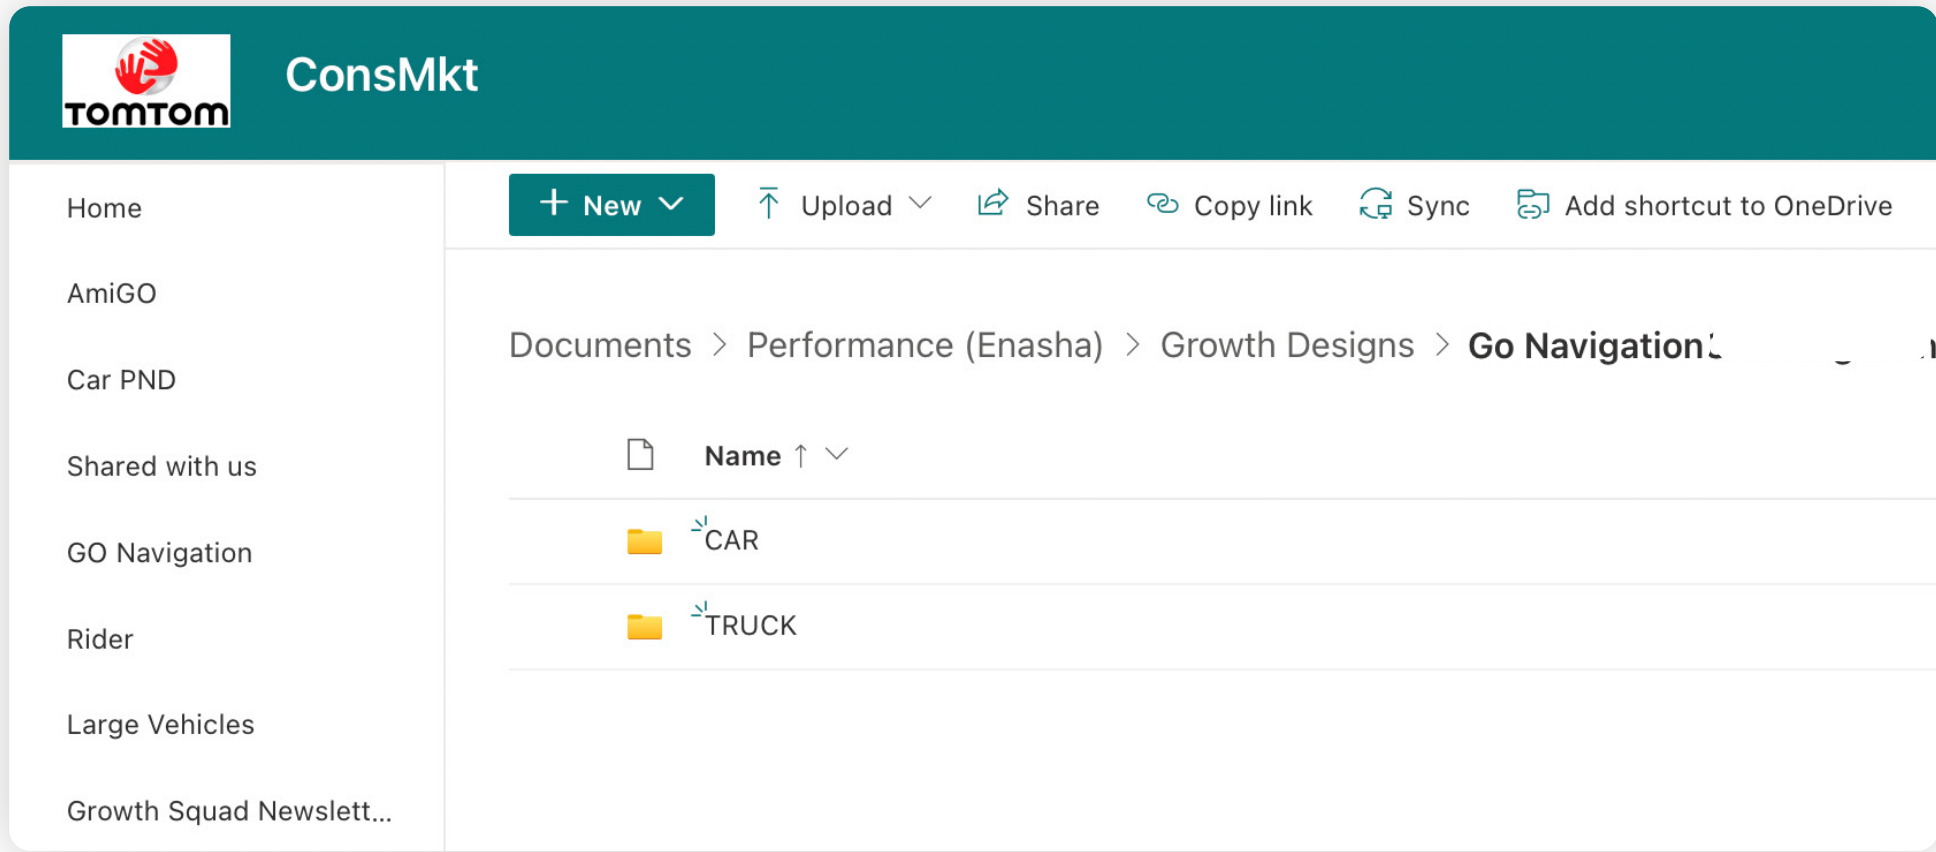 TOMTOM
ConsMkt
Home
AmiGO
Car PND
Shared with us
GO Navigation
Rider
Large Vehicles
Growth Squad Newslett...
New
Upload
Share
Copy link
Sync
Add shortcut to OneDrive
Documents > Performance (Enasha) > Growth Designs > Go Navigation
Name
CAR
TRUCK